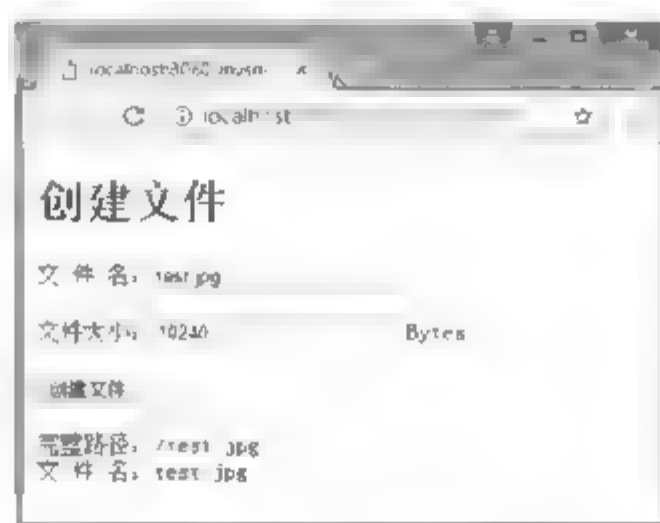 localhost
创建文件
文 件 名: test.jpg
文件大小: 10240 Bytes
创建文件
完整路径: /test.jpg
文 件 名: test.jpg